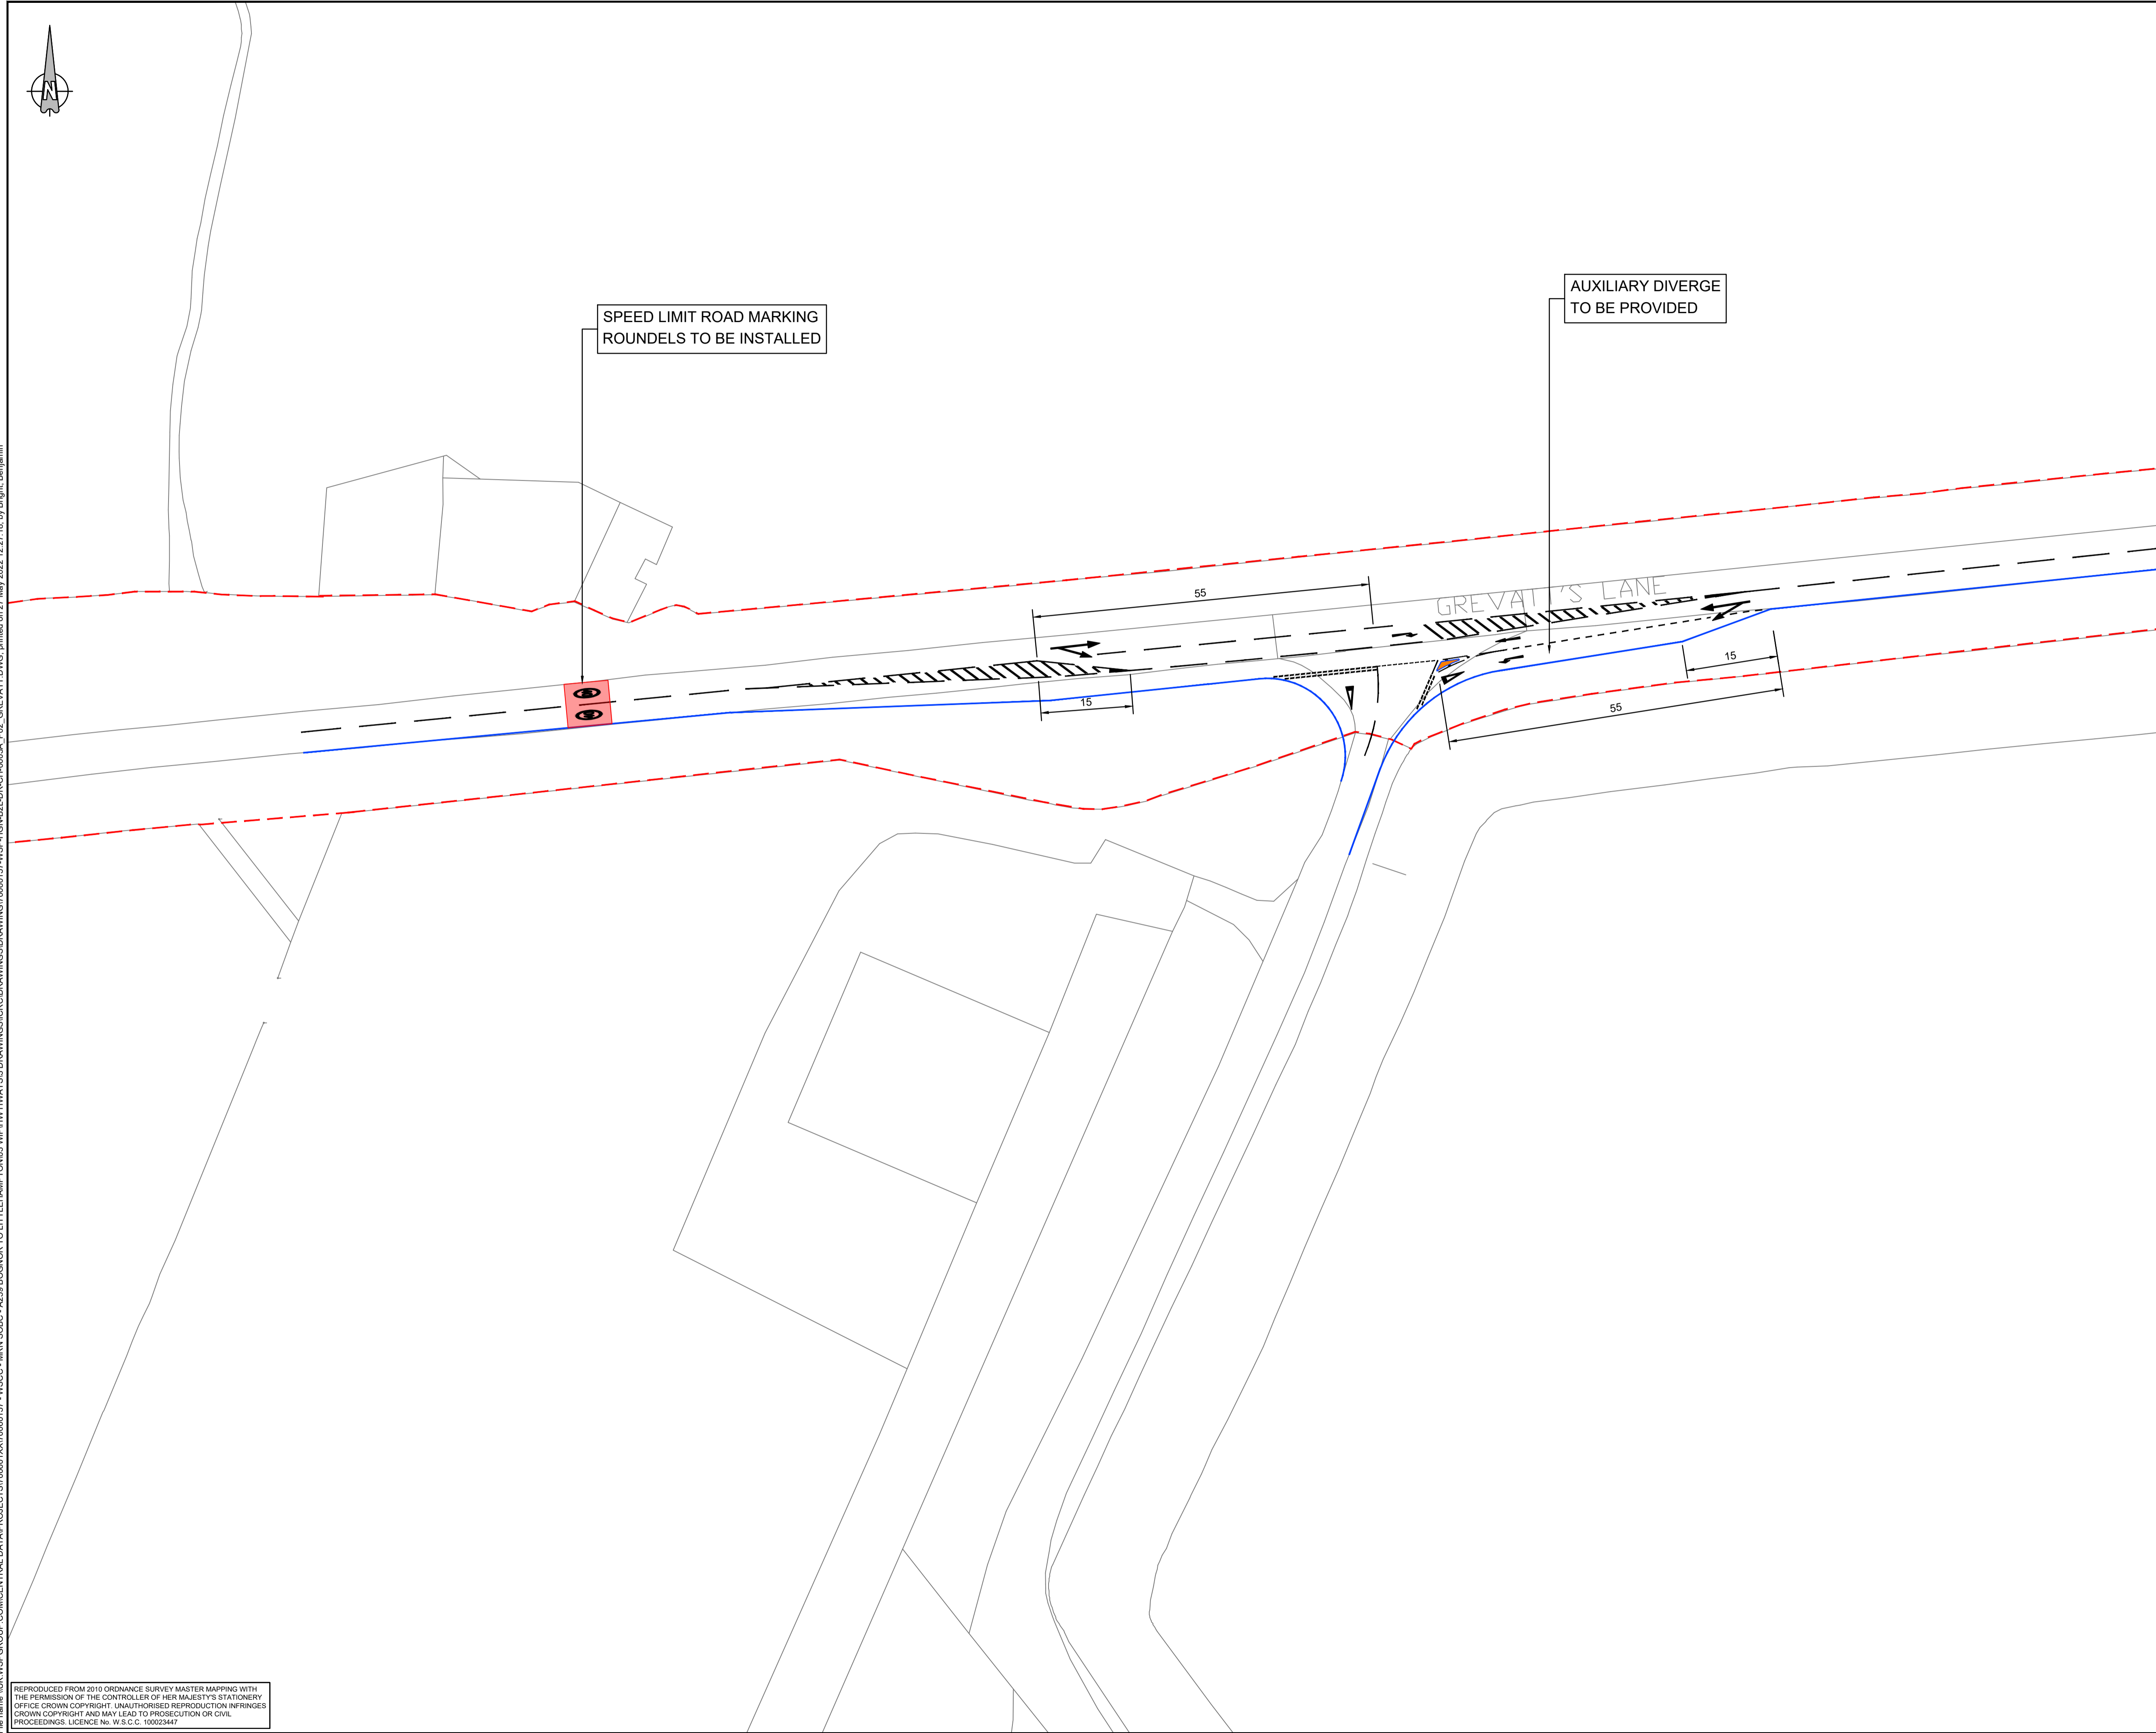 N
SPEED LIMIT ROAD MARKING
ROUNDELS TO BE INSTALLED
AUXILIARY DIVERGE
TO BE PROVIDED
55
GREVATT'S LANE
15
15
55
REPRODUCED FROM 2010 ORDNANCE SURVEY MASTER MAPPING WITH
THE PERMISSION OF THE CONTROLLER OF HER MAJESTY'S STATIONERY
OFFICE CROWN COPYRIGHT. UNAUTHORISED REPRODUCTION INFRINGES
CROWN COPYRIGHT AND MAY LEAD TO PROSECUTION OR CIVIL
PROCEEDINGS. LICENCE No. W.S.C.C. 100023447